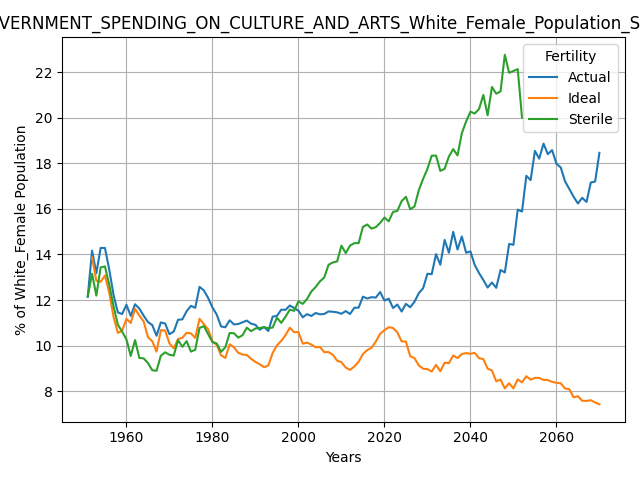 VERNMENT_SPENDING_ON_CULTURE_AND_ARTS_White_Female_Population_S
Fertility
Actual
Ideal
Sterile
% of White_Female Population
22
20
18
16
14
12
10
8
1960 1980 2000 2020 2040 2060
Years